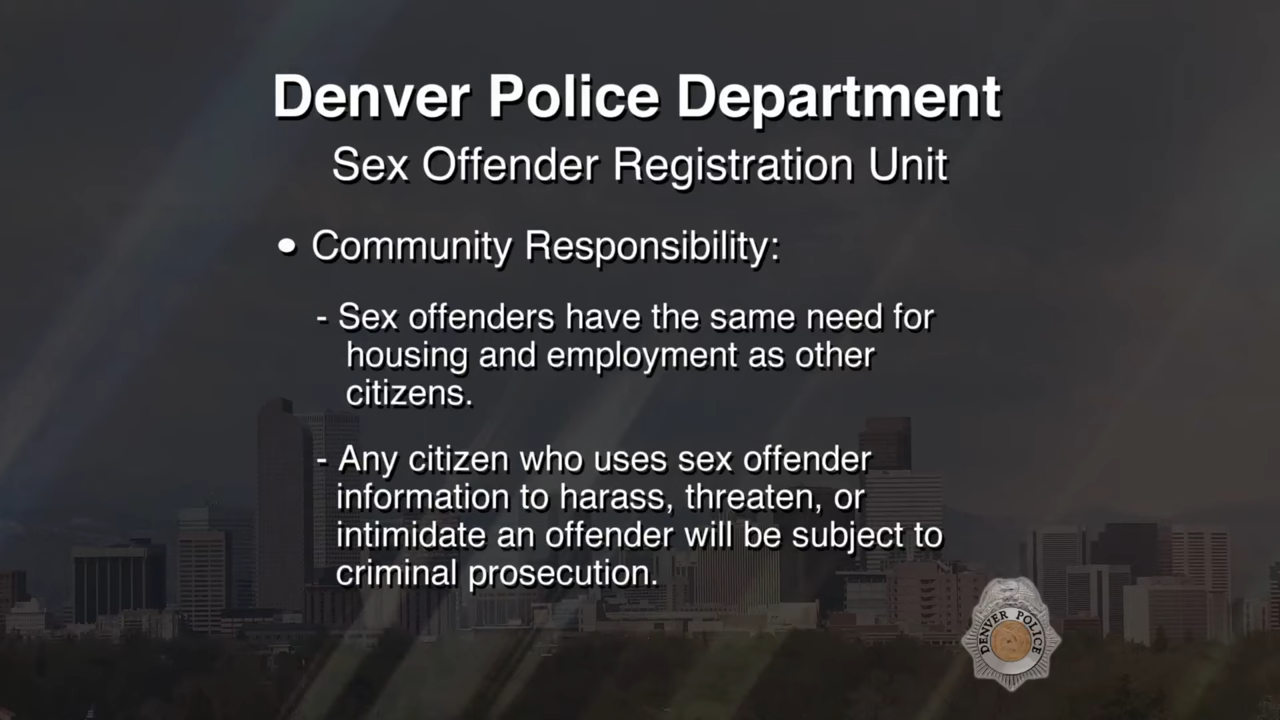 Denver Police Department
Sex Offender Registration Unit
• Community Responsibility:
- Sex offenders have the same need for
housing and employment as other
citizens.
- Any citizen who uses sex offender
information to harass, threaten, or
intimidate an offender will be subject to
criminal prosecution.
DENVER POLICE